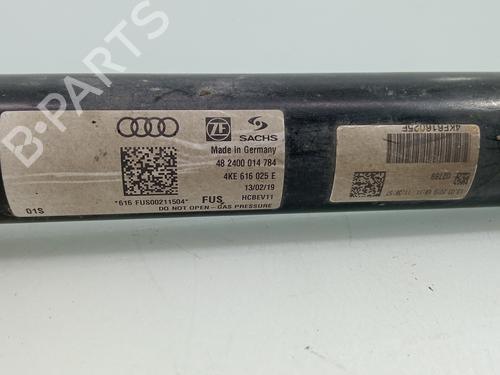 B-PARTS
ZF
SACHS
Made in Germany
48 2400 014 784
4KE 616 025 E
13/02/19
*616 FUS00211504* FUS HCBEV11
01S DO NOT OPEN - GAS PRESSURE
02789